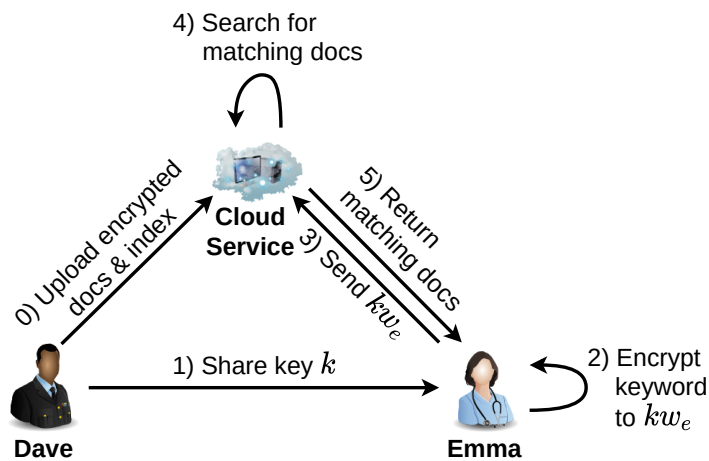 4) Search for
matching docs
Cloud
Service
0) Upload encrypted
docs & index
5) Return
matching docs
3) Send kwₑ
1) Share key k
2) Encrypt
keyword
to kwₑ
Dave
Emma